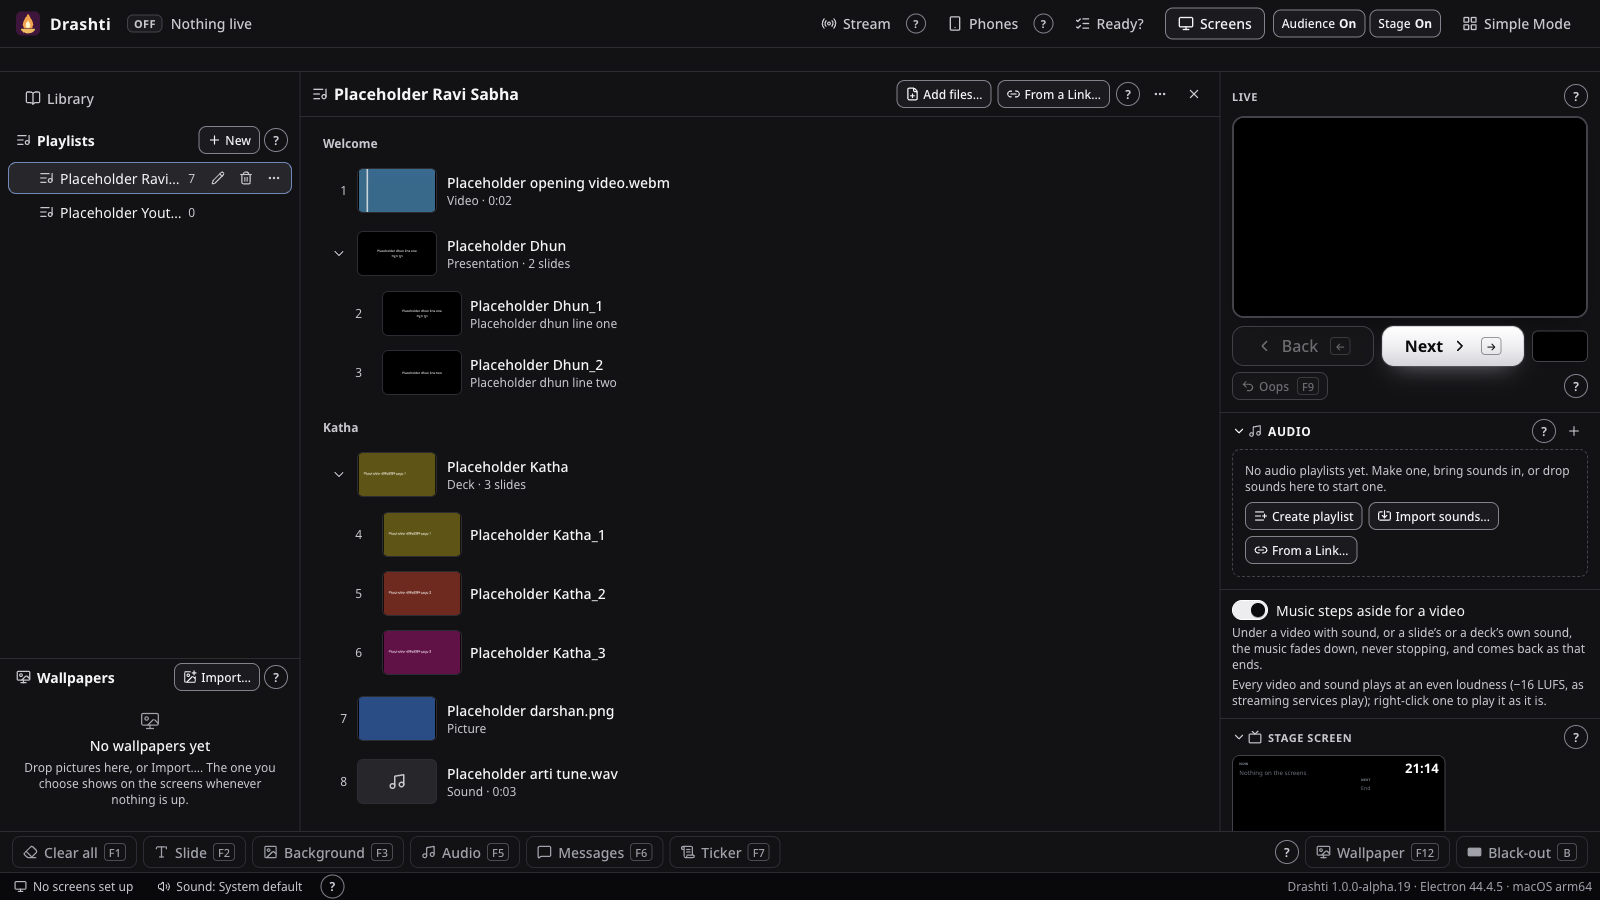 Drashti
OFF
Nothing live
Stream
?
Phones
?
Ready?
Screens
Audience On
Stage On
Simple Mode
Library
Playlists
New
?
Placeholder Ravi... 7
Placeholder Yout... 0
Wallpapers
Import...
?
No wallpapers yet
Drop pictures here, or Import.... The one you
choose shows on the screens whenever
nothing is up.
Placeholder Ravi Sabha
Add files...
From a Link...
?
Welcome
1
Placeholder opening video.webm
Video · 0:02
Placeholder Dhun
Presentation · 2 slides
2
Placeholder Dhun_1
Placeholder dhun line one
3
Placeholder Dhun_2
Placeholder dhun line two
Katha
Placeholder Katha
Deck · 3 slides
4
Placeholder Katha_1
5
Placeholder Katha_2
6
Placeholder Katha_3
7
Placeholder darshan.png
Picture
8
Placeholder arti tune.wav
Sound · 0:03
LIVE
?
Back
Next
Oops F9
?
AUDIO
?
No audio playlists yet. Make one, bring sounds in, or drop
sounds here to start one.
Create playlist
Import sounds...
From a Link...
Music steps aside for a video
Under a video with sound, or a slide’s or a deck’s own sound,
the music fades down, never stopping, and comes back as that
ends.
Every video and sound plays at an even loudness (−16 LUFS, as
streaming services play); right-click one to play it as it is.
STAGE SCREEN
?
Nothing on the screens
21:14
End
Clear all F1
Slide F2
Background F3
Audio F5
Messages F6
Ticker F7
?
Wallpaper F12
Black-out B
No screens set up
Sound: System default
?
Drashti 1.0.0-alpha.19 · Electron 44.4.5 · macOS arm64